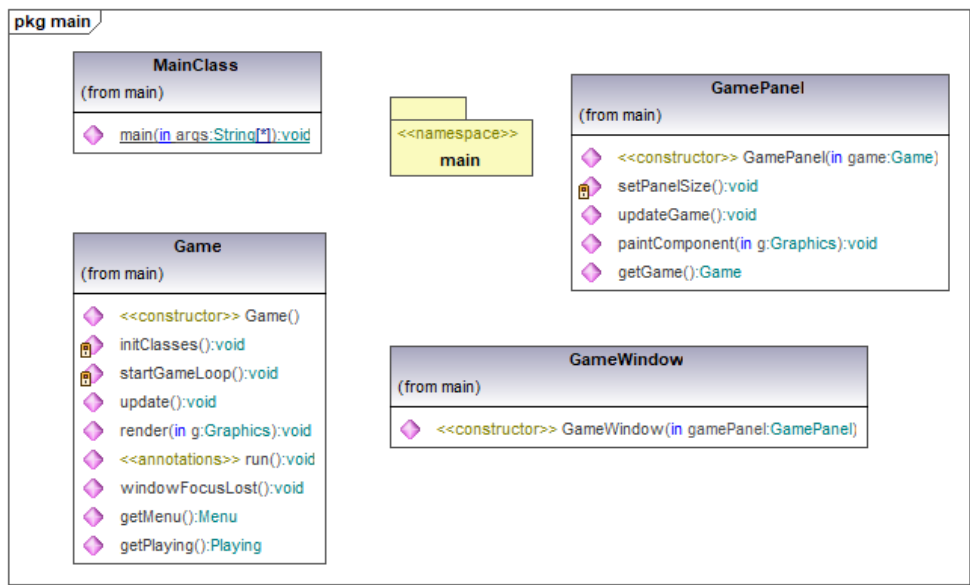 pkg main
MainClass
(from main)
main(in args:String[*]):void
<<namespace>>
main
GamePanel
(from main)
<<constructor>> GamePanel(in game:Game)
setPanelSize():void
updateGame():void
paintComponent(in g:Graphics):void
getGame():Game
Game
(from main)
<<constructor>> Game()
initClasses():void
startGameLoop():void
update():void
render(in g:Graphics):void
<<annotations>> run():void
windowFocusLost():void
getMenu():Menu
getPlaying():Playing
GameWindow
(from main)
<<constructor>> GameWindow(in gamePanel:GamePanel)